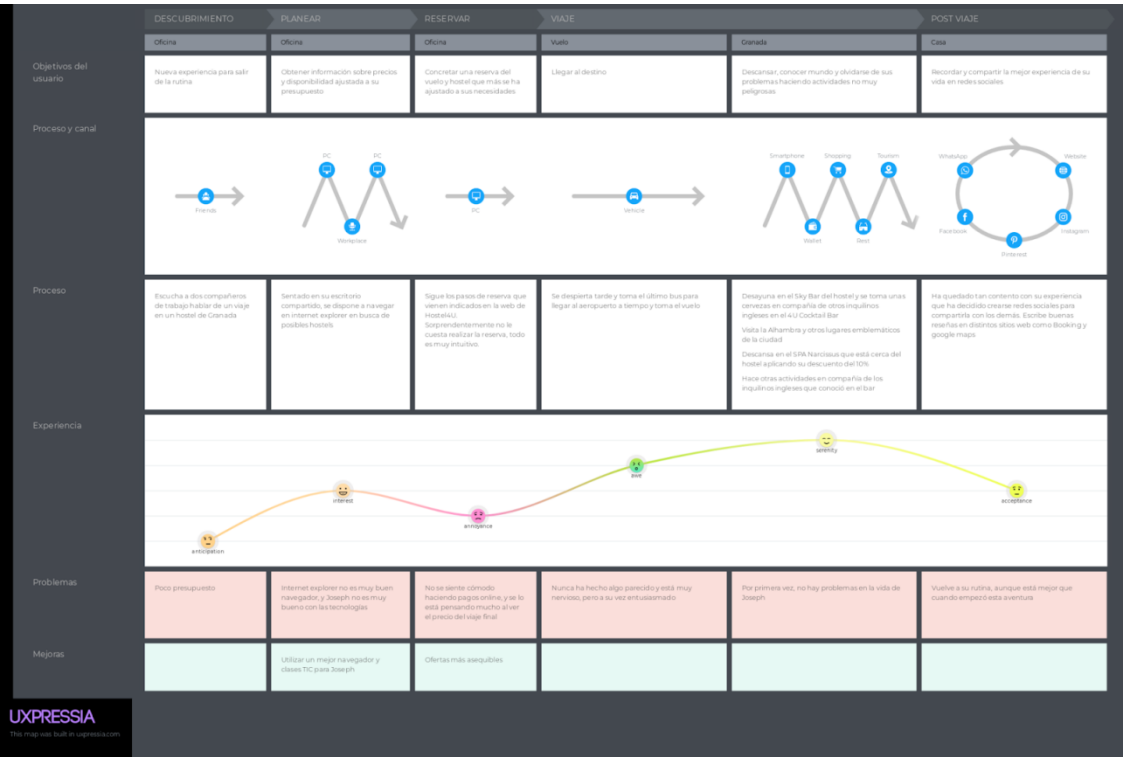 DESCUBRIMIENTO
PLANEAR
RESERVAR
VIAJE
POST VIAJE
Oficina
Oficina
Oficina
Vuelo
Granada
Casa
Objetivos del
usuario
Nueva experiencia para salir
de la rutina
Obtener información sobre precios
y disponibilidad ajustada a su
presupuesto
Concretar una reserva del
vuelo y hostel que más se ha
ajustado a sus necesidades
Llegar al destino
Descansar, conocer mundo y olvidarse de sus
problemas haciendo actividades no muy
peligrosas
Recordar y compartir la mejor experiencia de su
vida en redes sociales
Proceso y canal
Friends
PC
PC
Workplace
PC
Vehicle
Smartphone
Shopping
Tourism
Wallet
Rest
WhatsApp
Website
Facebook
Instagram
Pinterest
Proceso
Escucha a dos compañeros
de trabajo hablar de un viaje
en un hostel de Granada
Sentado en su escritorio
compartido, se dispone a navegar
en internet explorer en busca de
posibles hostels
Sigue los pasos de reserva que
vienen indicados en la web de
Hostel4U.
Sorprendentemente no le
cuesta realizar la reserva, todo
es muy intuitivo
Se despierta tarde y toma el último bus para
llegar al aeropuerto a tiempo y toma el vuelo
Desayuna en el Sky Bar del hostel y se toma unas
cervezas en compañía de otros inquilinos
ingleses en el 4U Cocktail Bar
Visita la Alhambra y otros lugares emblemáticos
de la ciudad
Descansa en el SPA Narcissus que está cerca del
hostel aplicando su descuento del 10%
Hace otras actividades en compañía de los
inquilinos ingleses que conoció en el bar
Ha quedado tan contento con su experiencia
que ha decidido crearse redes sociales para
compartirla con los demás. Escribe buenas
reseñas en distintos sitios web como Booking y
google maps
Experiencia
anticipation
interest
annoyance
awe
serenity
acceptance
Problemas
Poco presupuesto
Internet explorer no es muy buen
navegador, y Joseph no es muy
bueno con las tecnologías
No se siente cómodo
haciendo pagos online, y se lo
está pensando mucho al ver
el precio del viaje final
Nunca ha hecho algo parecido y está muy
nervioso, pero a su vez entusiasmado
Por primera vez, no hay problemas en la vida de
Joseph
Vuelve a su rutina, aunque está mejor que
cuando empezó esta aventura
Mejoras
Utilizar un mejor navegador y
clases TIC para Joseph
Ofertas más asequibles
UXPRESSIA
This map was built in uxpressia.com